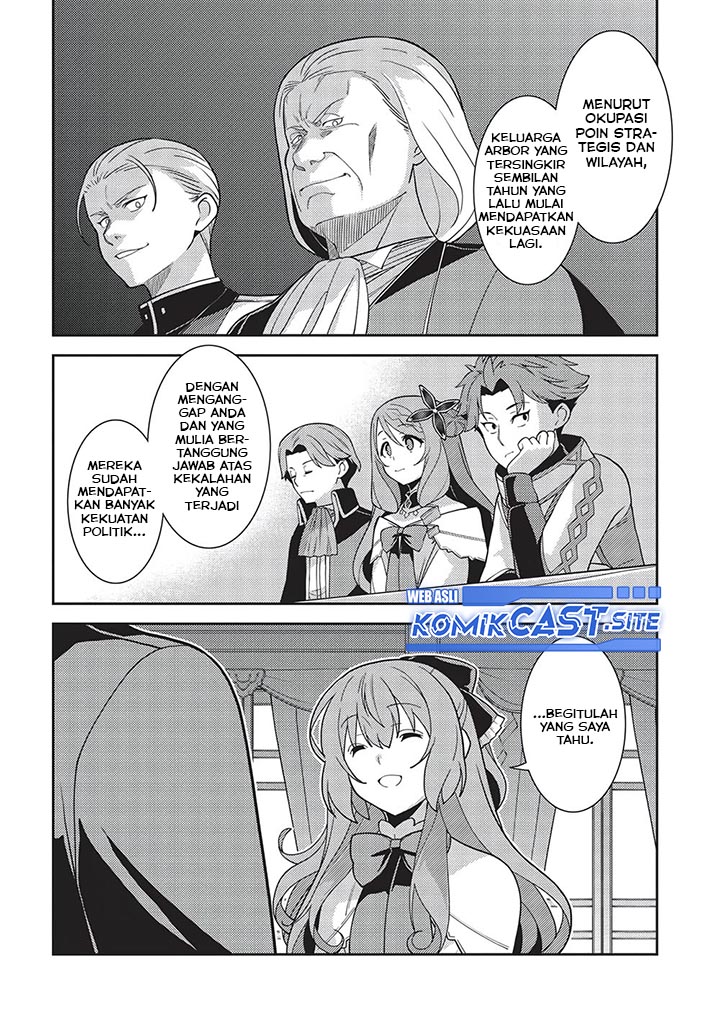 MENURUT
OKUPASI
POIN STRA-
TEGIS DAN
WILAYAH,
KELUARGA
ARBOR YANG
TERSINGKIR
SEMBILAN
TAHUN YANG
LALU MULAI
MENDAPATKAN
KEKUASAAN
LAGI.
DENGAN
MENGANG-
GAP ANDA
DAN YANG
MULIA BER-
TANGGUNG
JAWAB ATAS
KEKALAHAN
YANG
TERJADI
MEREKA
SUDAH
MENDAPAT-
KAN BANYAK
KEKUATAN
POLITIK...
WEB ASLI
KOMIKCAST.SITE
...BEGITULAH
YANG SAYA
TAHU.